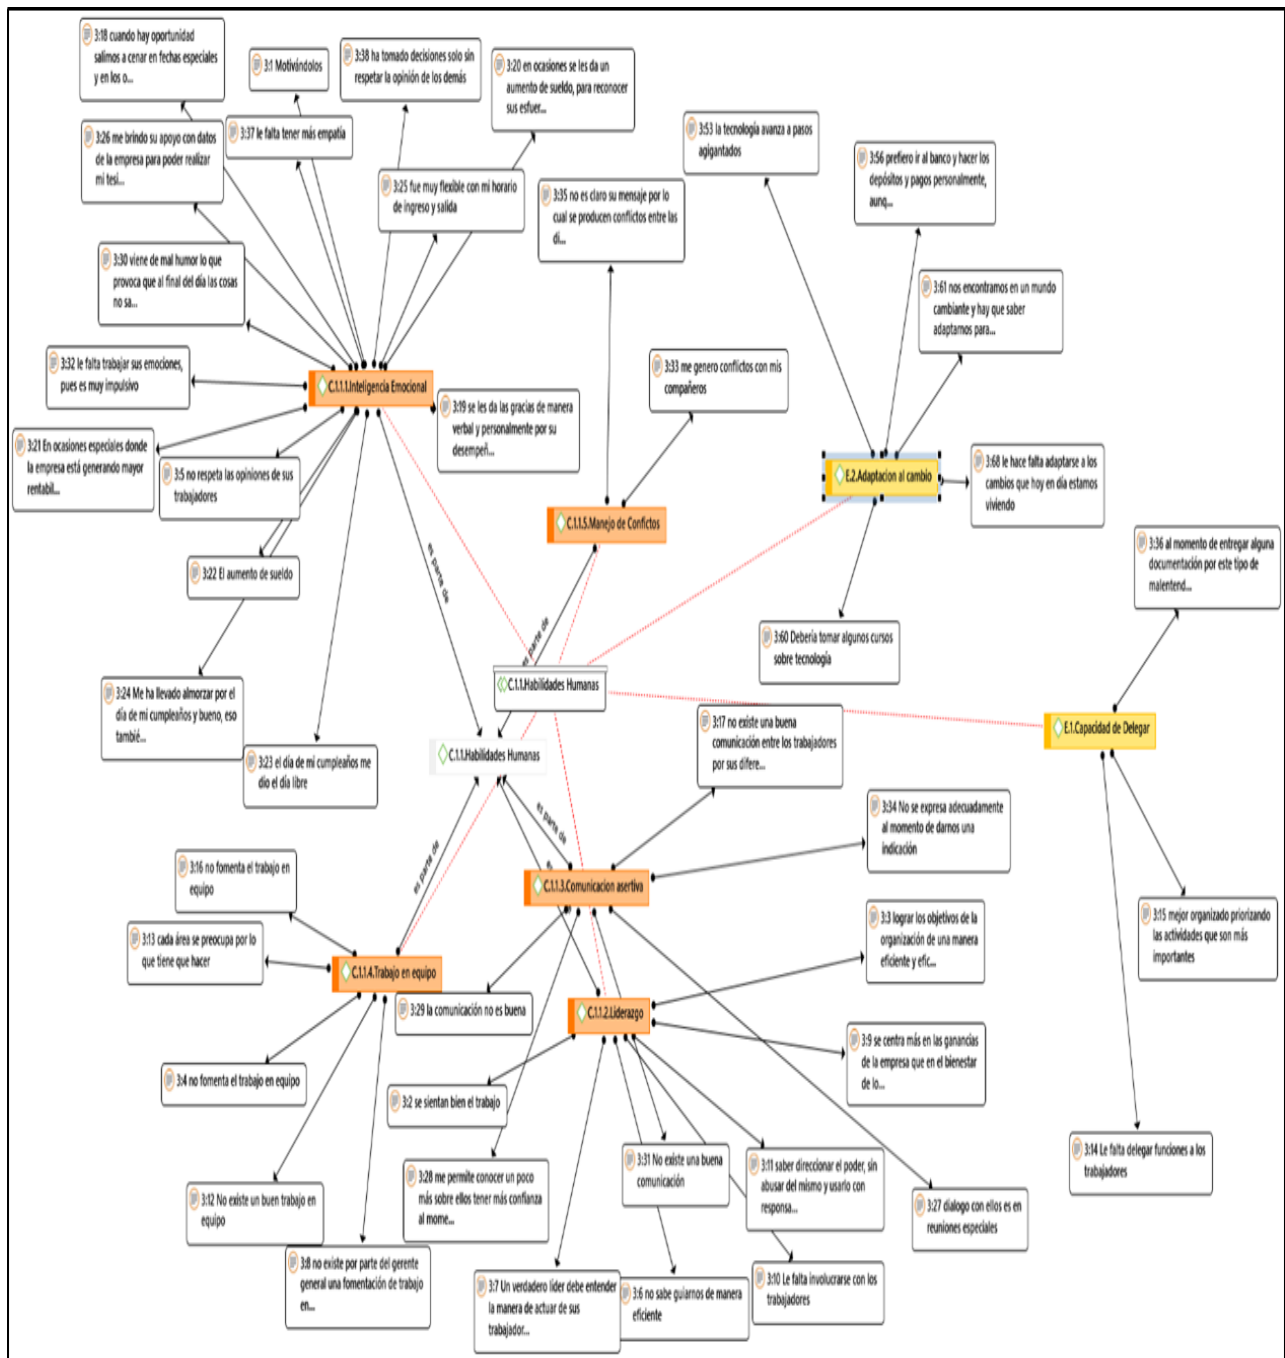 3:18 cuando hay oportunidad
salimos a cenar en fechas especiales
y en los o...
3:1 Motivándolos
3:38 ha tomado decisiones solo sin
respetar la opinión de los demás
3:20 en ocasiones se les da un
aumento de sueldo, para reconocer
sus esfuer...
3:26 me brindo su apoyo con datos
de la empresa para poder realizar
mi tesi...
3:37 le falta tener más empatía
3:25 fue muy flexible con mi horario
de ingreso y salida
3:35 no es claro su mensaje por lo
cual se producen conflictos entre las
di...
3:53 la tecnología avanza a pasos
agigantados
3:56 prefiero ir al banco y hacer los
depósitos y pagos personalmente,
aunq...
3:30 viene de mal humor lo que
provoca que al final del día las cosas
no sa...
3:61 nos encontramos en un mundo
cambiante y hay que saber
adaptarnos para...
3:32 le falta trabajar sus emociones,
pues es muy impulsivo
C.1.1.1.Inteligencia Emocional
3:19 se les da las gracias de manera
verbal y personalmente por su
desempeñ...
3:33 me genero conflictos con mis
compañeros
3:21 En ocasiones especiales donde
la empresa está generando mayor
rentabil...
3:5 no respeta las opiniones de sus
trabajadores
E.2.Adaptacion al cambio
3:68 le hace falta adaptarse a los
cambios que hoy en día estamos
viviendo
C.1.1.5.Manejo de Confictos
3:22 El aumento de sueldo
es parte de
3:36 al momento de entregar alguna
documentación por este tipo de
malentend...
3:60 Debería tomar algunos cursos
sobre tecnología
es parte de
C.1.1.Habilidades Humanas
3:24 Me ha llevado almorzar por el
día de mi cumpleaños y bueno, eso
tambié...
3:23 el día de mi cumpleaños me
dio el día libre
C.1.1.Habilidades Humanas
3:17 no existe una buena
comunicación entre los trabajadores
por sus difere...
E.1.Capacidad de Delegar
es parte de
3:34 No se expresa adecuadamente
al momento de darnos una
indicación
3:16 no fomenta el trabajo en
equipo
es parte de
C.1.1.3.Comunicacion asertiva
3:13 cada área se preocupa por lo
que tiene que hacer
C.1.1.4.Trabajo en equipo
3:3 lograr los objetivos de la
organización de una manera
eficiente y efic...
3:15 mejor organizado priorizando
las actividades que son más
importantes
3:29 la comunicación no es buena
C.1.1.2.Liderazgo
3:4 no fomenta el trabajo en equipo
3:9 se centra más en las ganancias
de la empresa que en el bienestar
de lo...
3:2 se sientan bien el trabajo
3:14 Le falta delegar funciones a los
trabajadores
3:12 No existe un buen trabajo en
equipo
3:28 me permite conocer un poco
más sobre ellos tener más confianza
al mome...
3:31 No existe una buena
comunicación
3:11 saber direccionar el poder, sin
abusar del mismo y usarlo con
responsa...
3:27 dialogo con ellos es en
reuniones especiales
3:8 no existe por parte del gerente
general una fomentación de trabajo
en...
3:7 Un verdadero líder debe entender
la manera de actuar de sus
trabajador...
3:6 no sabe guiarnos de manera
eficiente
3:10 Le falta involucrarse con los
trabajadores